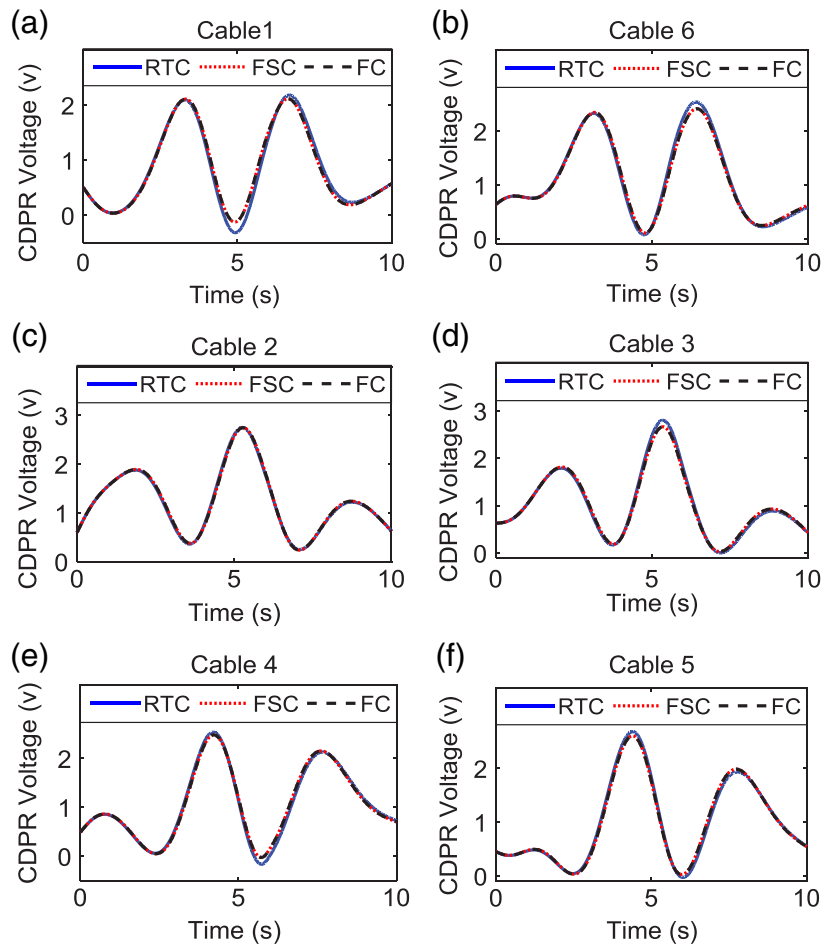 (a)
Cable1
RTC FSC FC
CDPR Voltage (v)
2
1
0
0 5 10
Time (s)
(b)
Cable 6
RTC FSC FC
CDPR Voltage (v)
2
1
0
0 5 10
Time (s)
(c)
Cable 2
RTC FSC FC
CDPR Voltage (v)
3
2
1
0
0 5 10
Time (s)
(d)
Cable 3
RTC FSC FC
CDPR Voltage (v)
3
2
1
0
0 5 10
Time (s)
(e)
Cable 4
RTC FSC FC
CDPR Voltage (v)
2
1
0
0 5 10
Time (s)
(f)
Cable 5
RTC FSC FC
CDPR Voltage (v)
2
1
0
0 5 10
Time (s)